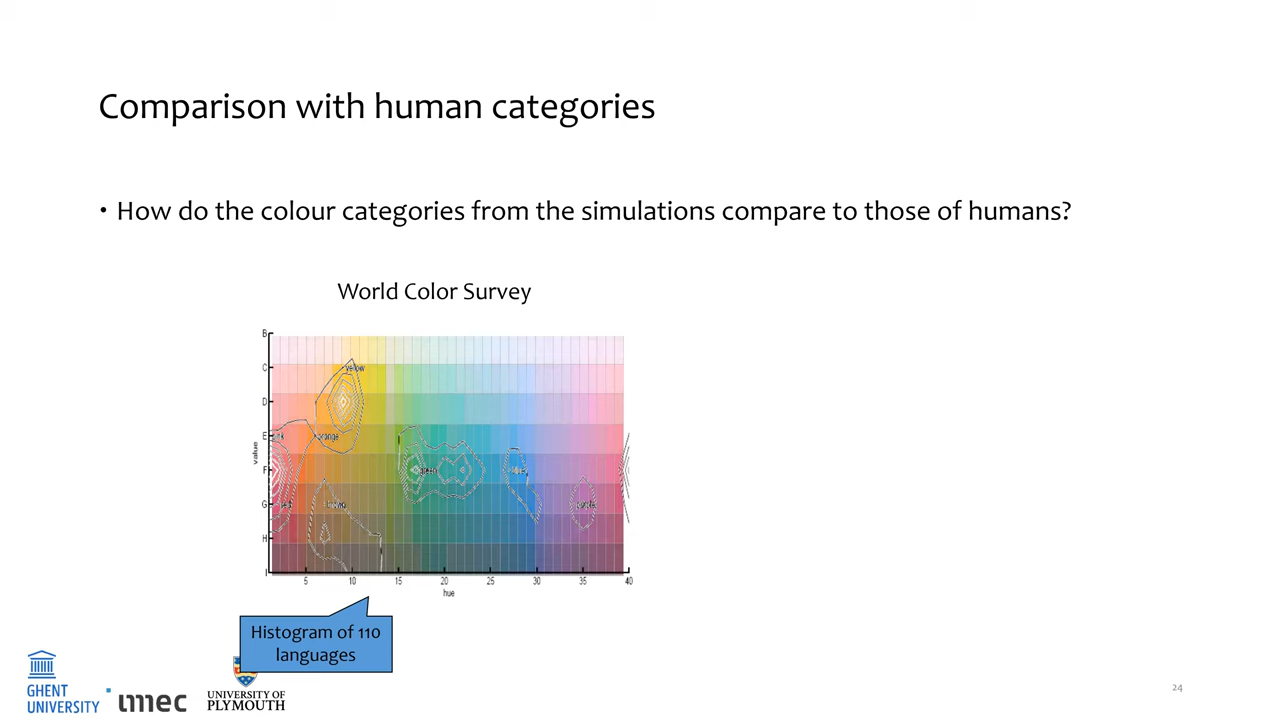 Comparison with human categories
• How do the colour categories from the simulations compare to those of humans?
World Color Survey
B
C
D
E
F
G
H
I
value
yellow
pink
orange
green
blue
red
brown
purple
5 10 15 20 25 30 35 40
hue
Histogram of 110
languages
GHENT
UNIVERSITY
imec
UNIVERSITY OF
PLYMOUTH
24